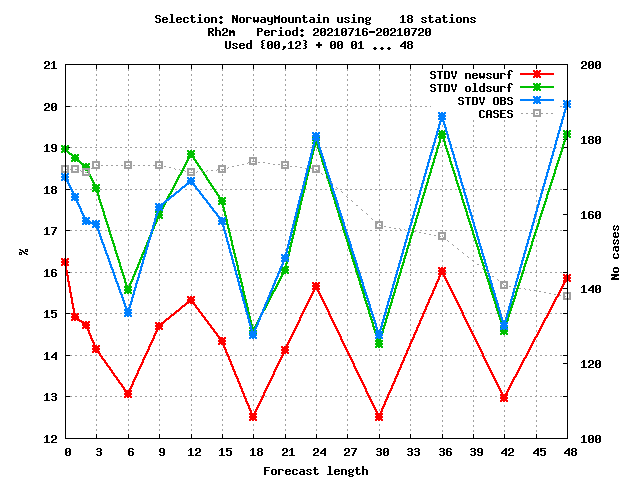 Selection: NorwayMountain using    18 stations
Rh2m   Period: 20210716-20210720
Used {00,12} + 00 01 ... 48
21
20
19
18
17
16
15
14
13
12
%
200
180
160
140
120
100
No cases
STDV newsurf
STDV oldsurf
STDV OBS
CASES
0 3 6 9 12 15 18 21 24 27 30 33 36 39 42 45 48
Forecast length